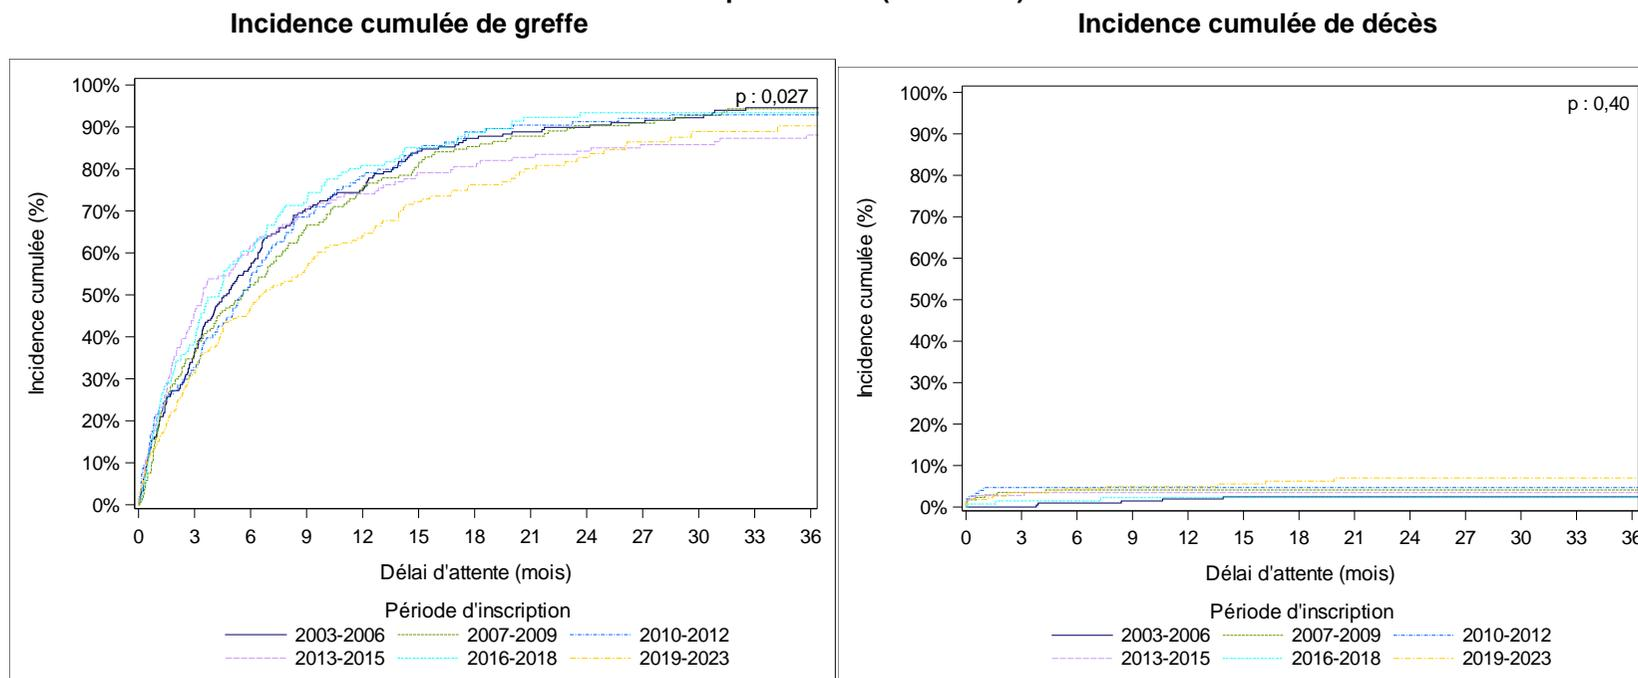 Incidence cumulée de greffe
Incidence cumulée de décès
100%
90%
80%
70%
60%
50%
40%
30%
20%
10%
0%
Incidence cumulée (%)
p : 0,027
0 3 6 9 12 15 18 21 24 27 30 33 36
Délai d'attente (mois)
Période d'inscription
2003-2006 2007-2009 2010-2012
2013-2015 2016-2018 2019-2023
100%
90%
80%
70%
60%
50%
40%
30%
20%
10%
0%
Incidence cumulée (%)
p : 0,40
0 3 6 9 12 15 18 21 24 27 30 33 36
Délai d'attente (mois)
Période d'inscription
2003-2006 2007-2009 2010-2012
2013-2015 2016-2018 2019-2023